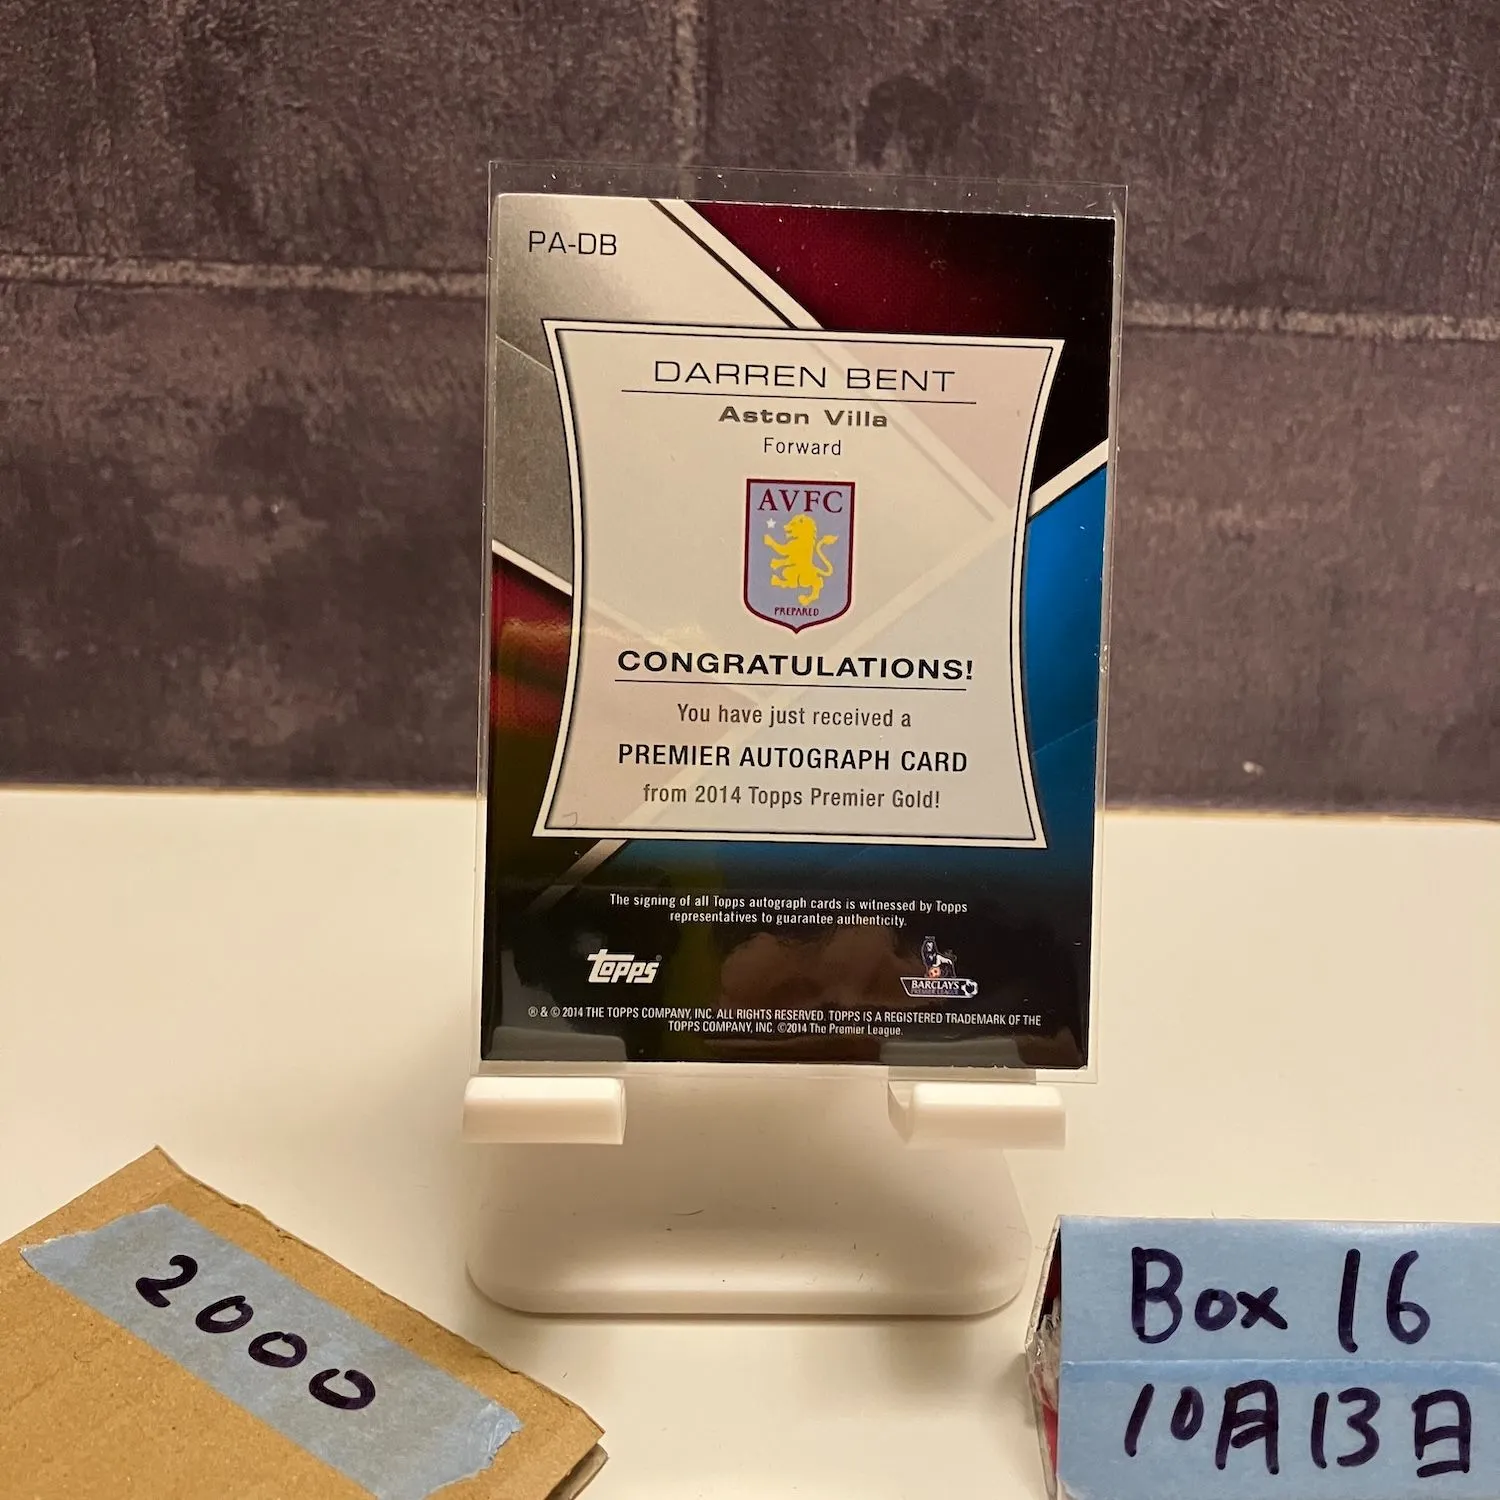 PA-DB
DARREN BENT
Aston Villa
Forward
AVFC
PREPARED
CONGRATULATIONS!
You have just received a
PREMIER AUTOGRAPH CARD
from 2014 Topps Premier Gold!
The signing of all Topps autograph cards is witnessed by Topps
representatives to guarantee authenticity.
topps
BARCLAYS
PREMIER LEAGUE
® & © 2014 THE TOPPS COMPANY, INC. ALL RIGHTS RESERVED. TOPPS IS A REGISTERED TRADEMARK OF THE
TOPPS COMPANY, INC. ©2014 The Premier League.
2000
Box 16
10月13日